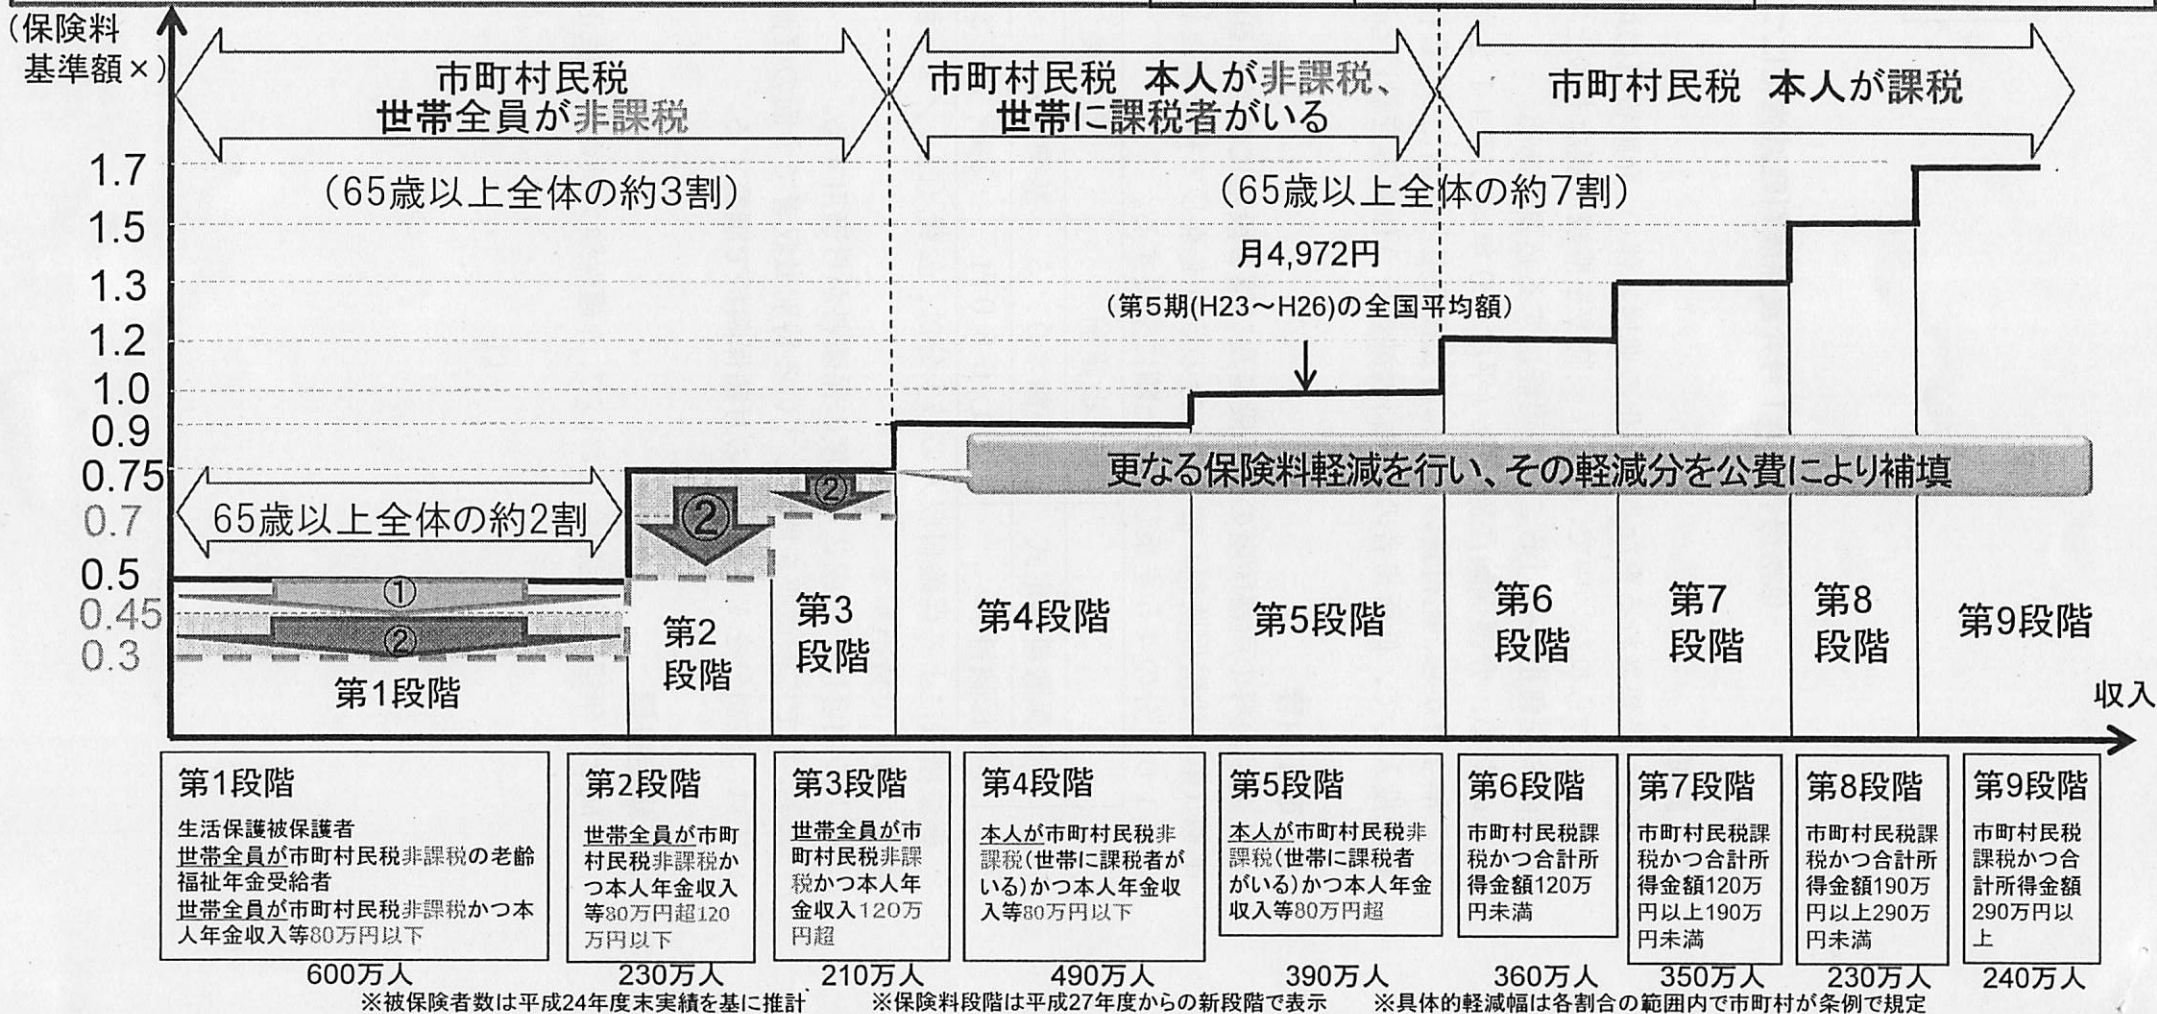 (保険料
基準額×)
市町村民税
世帯全員が非課税
市町村民税 本人が非課税、
世帯に課税者がいる
市町村民税 本人が課税
1.7
1.5
1.3
1.2
1.0
0.9
0.75
0.7
0.5
0.45
0.3
(65歳以上全体の約3割)
(65歳以上全体の約7割)
月4,972円
(第5期(H23～H26)の全国平均額)
更なる保険料軽減を行い、その軽減分を公費により補填
65歳以上全体の約2割
②
②
①
②
第1段階
第2
段階
第3
段階
第4段階
第5段階
第6
段階
第7
段階
第8
段階
第9段階
収入
第1段階
生活保護被保護者
世帯全員が市町村民税非課税の老齢
福祉年金受給者
世帯全員が市町村民税非課税かつ本
人年金収入等80万円以下
600万人
第2段階
世帯全員が市町
村民税非課税か
つ本人年金収入
等80万円超120
万円以下
230万人
第3段階
世帯全員が市
町村民税非課
税かつ本人年
金収入120万
円超
210万人
第4段階
本人が市町村民税非
課税(世帯に課税者が
いる)かつ本人年金収
入等80万円以下
490万人
第5段階
本人が市町村民税非
課税(世帯に課税者
がいる)かつ本人年金
収入等80万円超
390万人
第6段階
市町村民税課
税かつ合計所
得金額120万
円未満
360万人
第7段階
市町村民税課
税かつ合計所
得金額120万
円以上190万
円未満
350万人
第8段階
市町村民税課
税かつ合計所
得金額190万
円以上290万
円未満
230万人
第9段階
市町村民税
課税かつ合
計所得金額
290万円以
上
240万人
※被保険者数は平成24年度末実績を基に推計 ※保険料段階は平成27年度からの新段階で表示 ※具体的軽減幅は各割合の範囲内で市町村が条例で規定